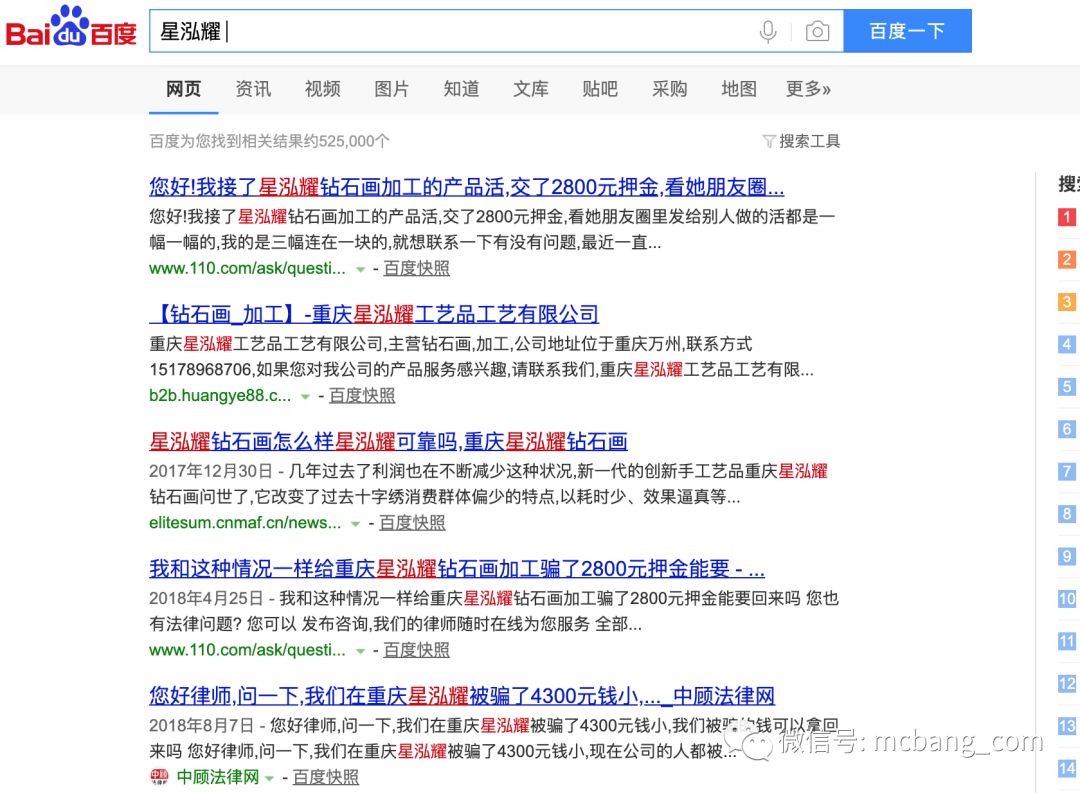 Bai du 百度
星泓耀
百度一下
网页 资讯 视频 图片 知道 文库 贴吧 采购 地图 更多»
百度为您找到相关结果约525,000个
搜索工具
您好!我接了星泓耀钻石画加工的产品活,交了2800元押金,看她朋友圈...
您好!我接了星泓耀钻石画加工的产品活,交了2800元押金,看她朋友圈里发给别人做的活都是一
幅一幅的,我的是三幅连在一块的,就想联系一下有没有问题,最近一直...
www.110.com/ask/questi... - 百度快照
【钻石画_加工】-重庆星泓耀工艺品工艺有限公司
重庆星泓耀工艺品工艺有限公司,主营钻石画,加工,公司地址位于重庆万州,联系方式
15178968706,如果您对我公司的产品服务感兴趣,请联系我们,重庆星泓耀工艺品工艺有限...
b2b.huangye88.c... - 百度快照
星泓耀钻石画怎么样星泓耀可靠吗,重庆星泓耀钻石画
2017年12月30日 - 几年过去了利润也在不断减少这种状况,新一代的创新手工艺品重庆星泓耀
钻石画问世了,它改变了过去十字绣消费群体偏少的特点,以耗时少、效果逼真等...
elitesum.cnmaf.cn/news... - 百度快照
我和这种情况一样给重庆星泓耀钻石画加工骗了2800元押金能要 - ...
2018年4月25日 - 我和这种情况一样给重庆星泓耀钻石画加工骗了2800元押金能要回来吗 您也
有法律问题? 您可以 发布咨询,我们的律师随时在线为您服务 全部...
www.110.com/ask/questi... - 百度快照
您好律师,问一下,我们在重庆星泓耀被骗了4300元钱小,..._中顾法律网
2018年8月7日 - 您好律师,问一下,我们在重庆星泓耀被骗了4300元钱小,我们被骗的钱可以拿回
来吗 您好律师,问一下,我们在重庆星泓耀被骗了4300元钱小,现在公司的人都被...
中顾法律网 - 百度快照
搜
1
2
3
4
5
6
7
8
9
10
11
12
13
14
微信号: mcbang_com